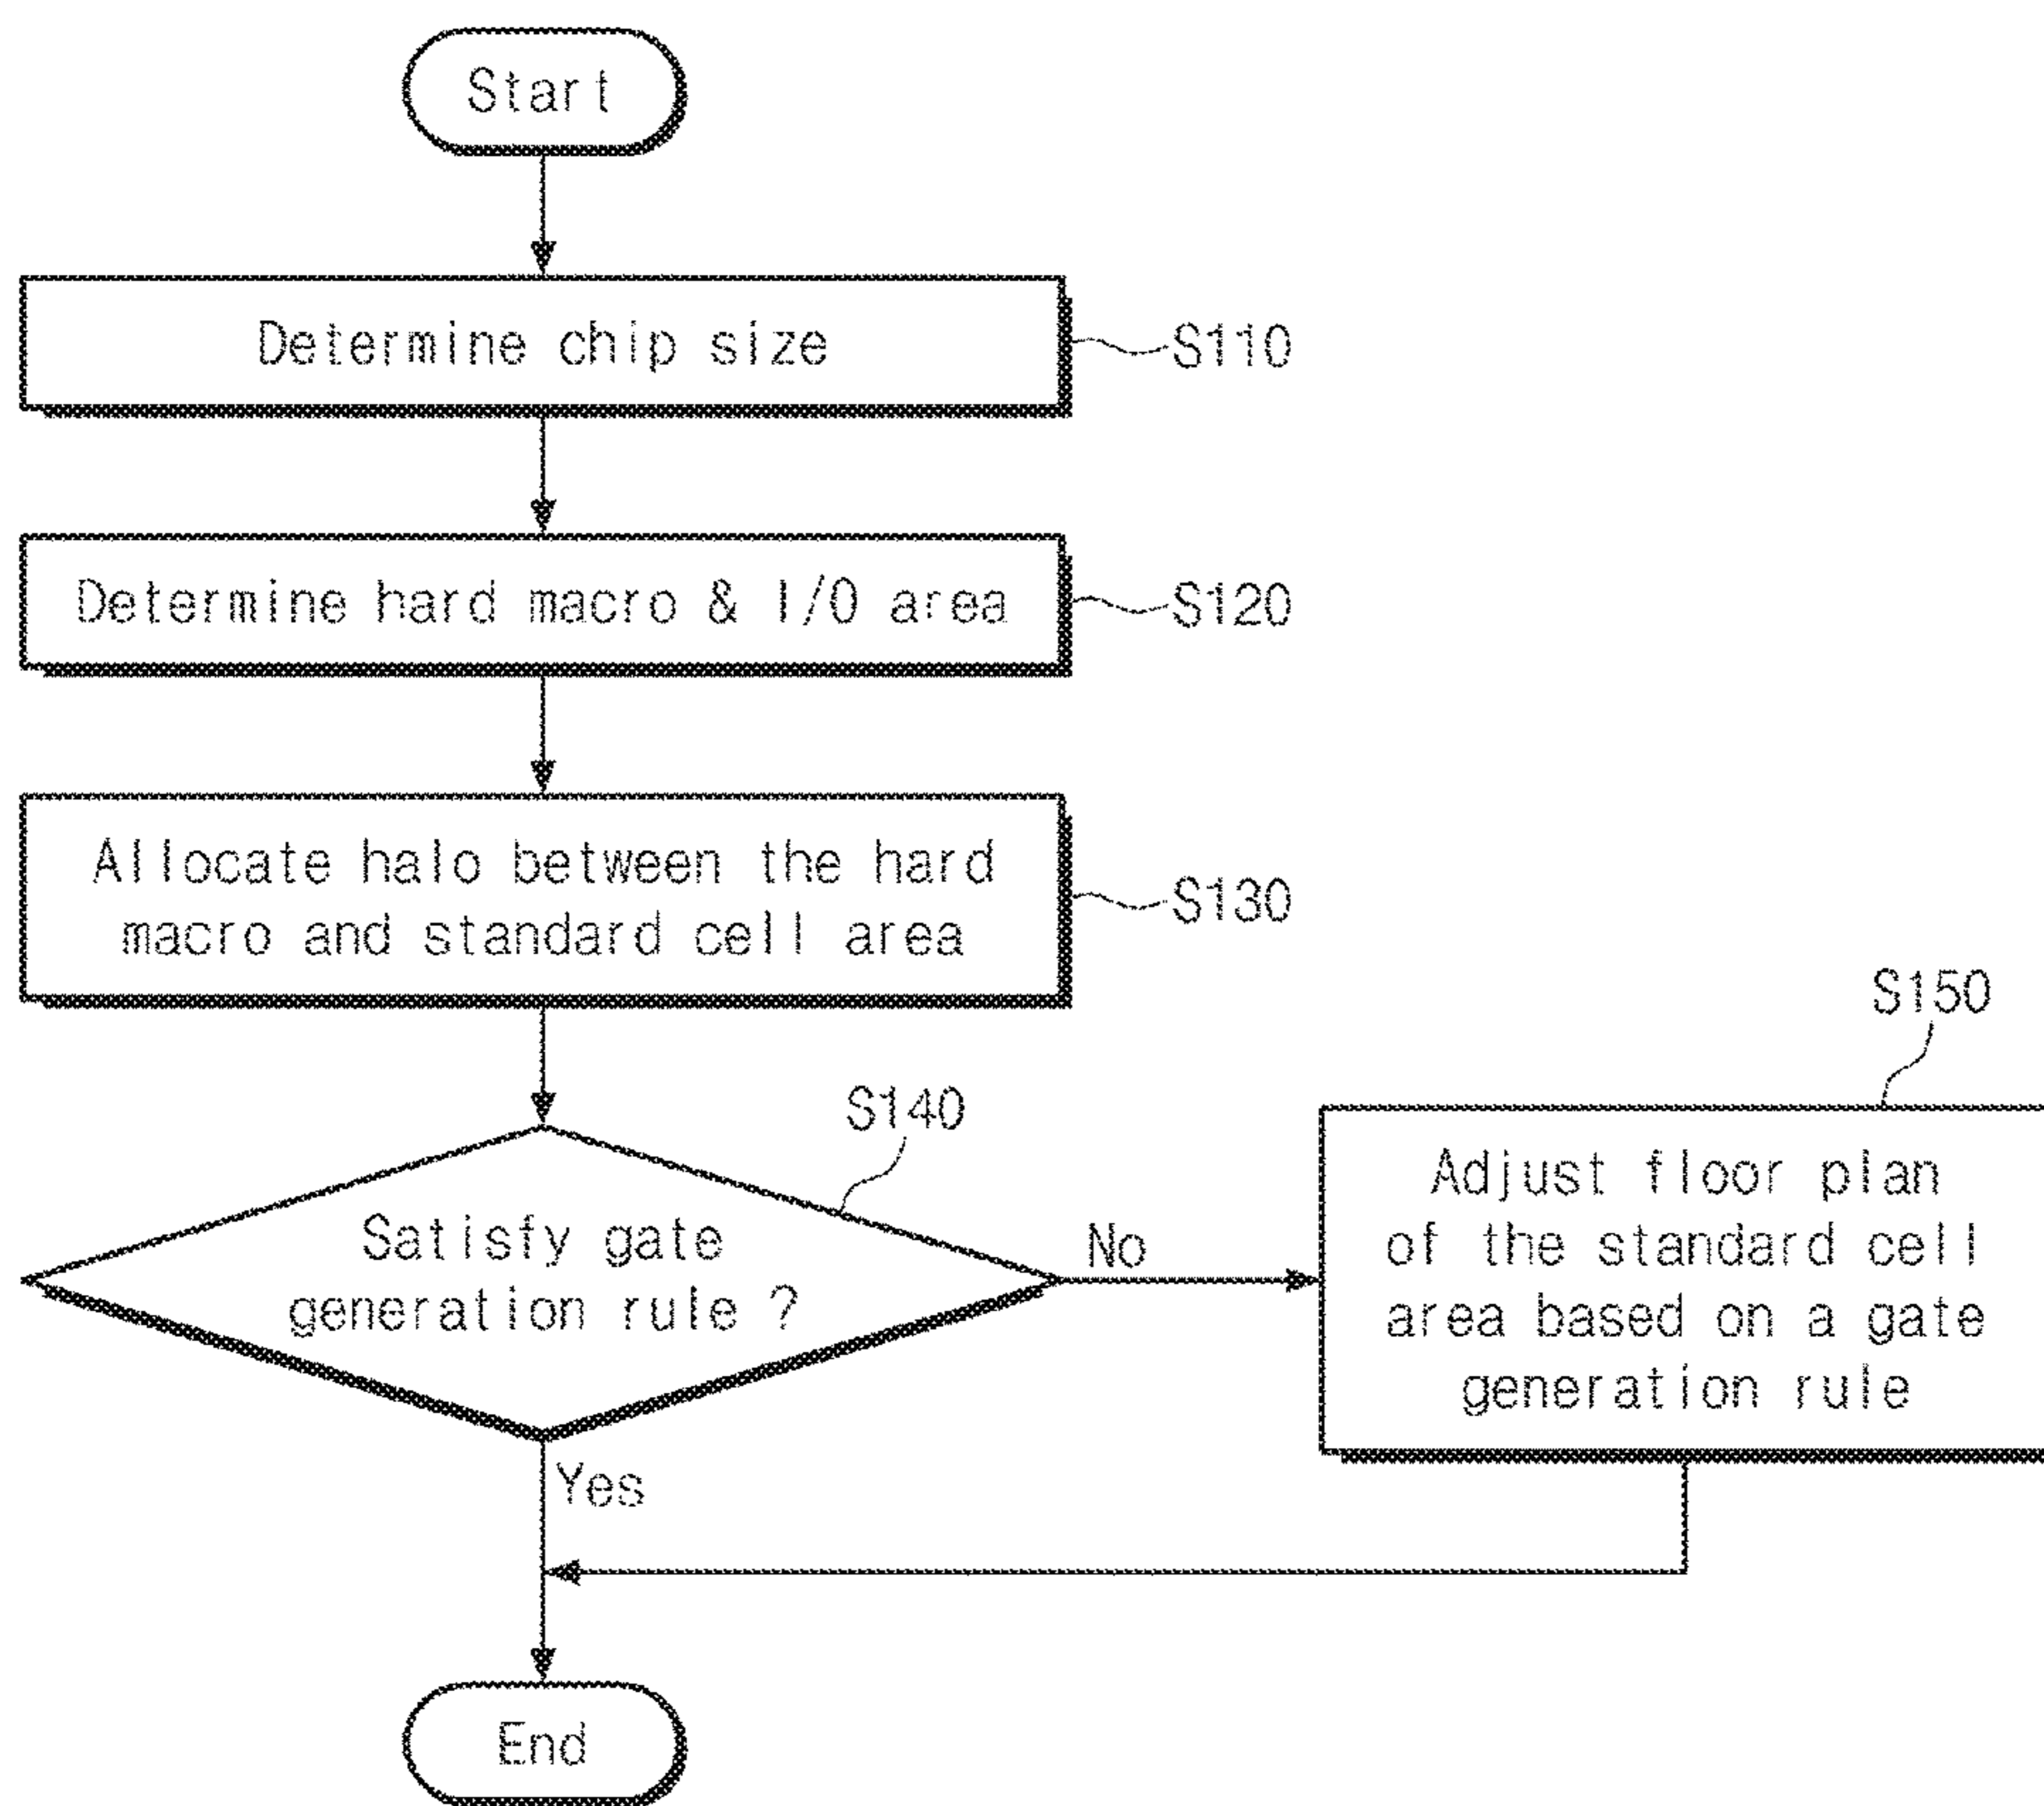 Start
Determine chip size
S110
Determine hard macro & I/O area
S120
Allocate halo between the hard
macro and standard cell area
S130
S140
Satisfy gate
generation rule ?
No
Yes
S150
Adjust floor plan
of the standard cell
area based on a gate
generation rule
End